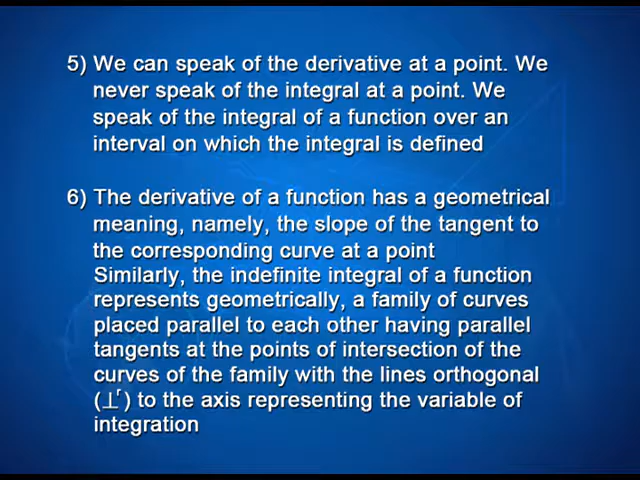 5) We can speak of the derivative at a point. We
never speak of the integral at a point. We
speak of the integral of a function over an
interval on which the integral is defined
6) The derivative of a function has a geometrical
meaning, namely, the slope of the tangent to
the corresponding curve at a point
Similarly, the indefinite integral of a function
represents geometrically, a family of curves
placed parallel to each other having parallel
tangents at the points of intersection of the
curves of the family with the lines orthogonal
(⊥ʳ) to the axis representing the variable of
integration